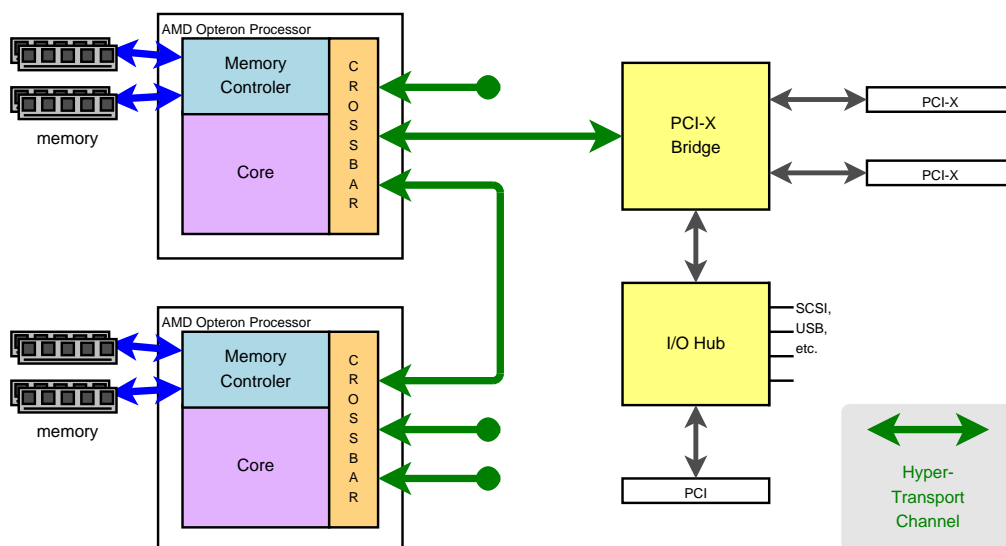 AMD Opteron Processor
Memory
Controler
Core
C
R
O
S
S
B
A
R
memory
PCI-X
Bridge
PCI-X
PCI-X
AMD Opteron Processor
Memory
Controler
Core
C
R
O
S
S
B
A
R
memory
I/O Hub
SCSI,
USB,
etc.
PCI
Hyper-
Transport
Channel